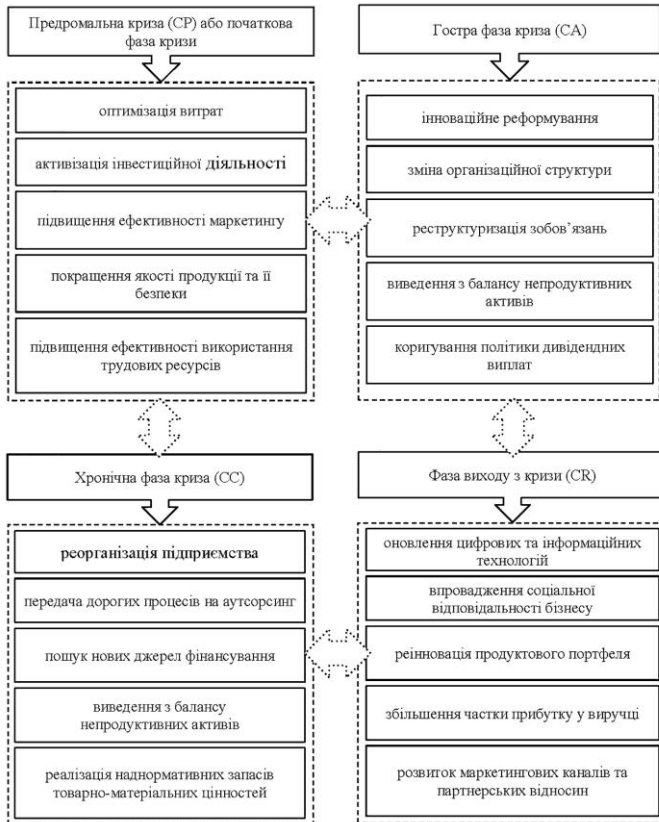 Предромальна криза (CP) або початкова
фаза кризи
оптимізація витрат
активізація інвестиційної діяльності
підвищення ефективності маркетингу
покращення якості продукції та її
безпеки
підвищення ефективності використання
трудових ресурсів
Гостра фаза криза (CA)
інноваційне реформування
зміна організаційної структури
реструктуризація зобов’язань
виведення з балансу непродуктивних
активів
коригування політики дивідендних
виплат
Хронічна фаза криза (CC)
реорганізація підприємства
передача дорогих процесів на аутсорсинг
пошук нових джерел фінансування
виведення з балансу
непродуктивних активів
реалізація наднормативних запасів
товарно-матеріальних цінностей
Фаза виходу з кризи (CR)
оновлення цифрових та інформаційних
технологій
впровадження соціальної
відповідальності бізнесу
реінновація продуктового портфеля
збільшення частки прибутку у виручці
розвиток маркетингових каналів та
партнерських відносин